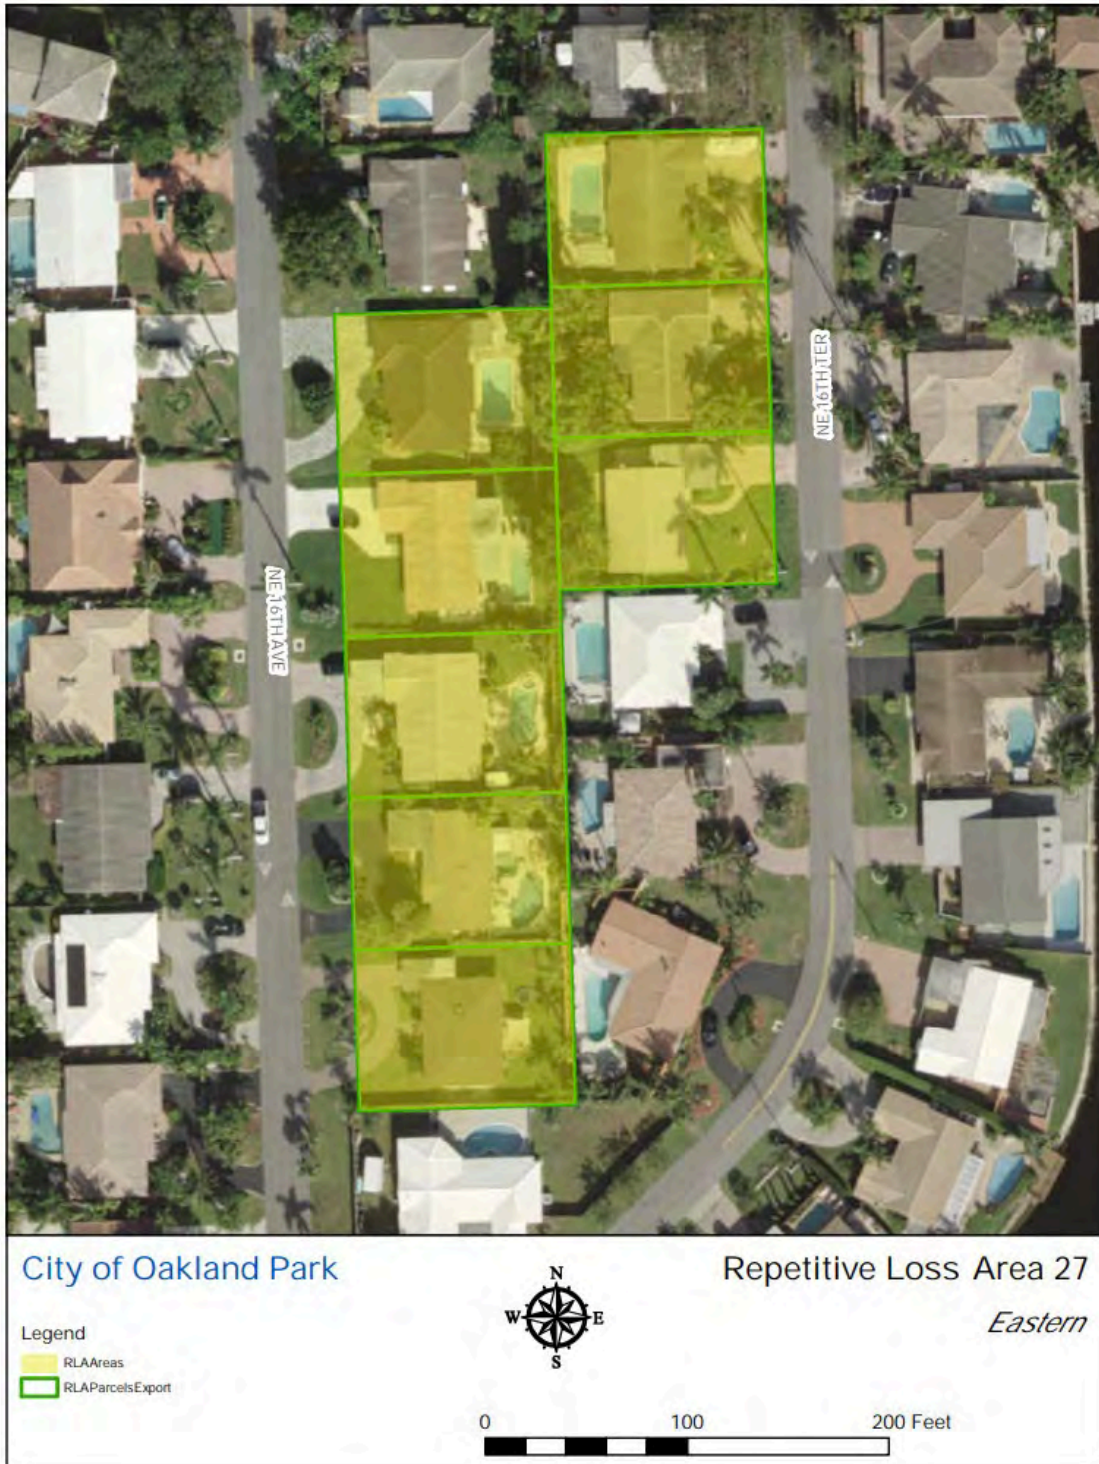 NE 16TH TER
NE 16TH AVE
City of Oakland Park
Repetitive Loss Area 27
Eastern
N
W E
S
Legend
RLAAreas
RLAParcelsExport
0 100 200 Feet